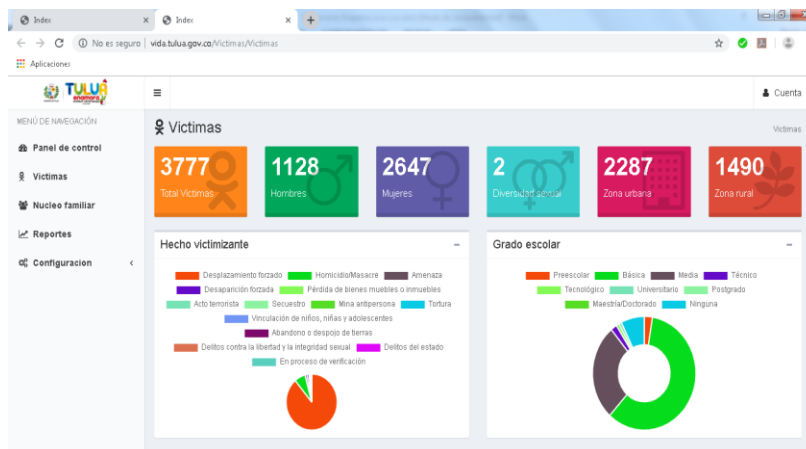 Index
Index
No es seguro | vida.tulua.gov.co/Victimas/Victimas
Aplicaciones
TULUÁ
enamora
Cuenta
MENÚ DE NAVEGACIÓN
Victimas
Victimas
Panel de control
Victimas
Nucleo familiar
Reportes
Configuracion
3777
Total Victimas
1128
Hombres
2647
Mujeres
2
Diversidad sexual
2287
Zona urbana
1490
Zona rural
Hecho victimizante
Desplazamiento forzado Homicidio/Masacre Amenaza
Desaparición forzada Pérdida de bienes muebles o inmuebles
Acto terrorista Secuestro Mina antipersona Tortura
Vinculación de niños, niñas y adolescentes
Abandono o despojo de tierras
Delitos contra la libertad y la integridad sexual Delitos del estado
En proceso de verificación
Grado escolar
Preescolar Básica Media Técnico
Tecnológico Universitario Postgrado
Maestría/Doctorado Ninguna